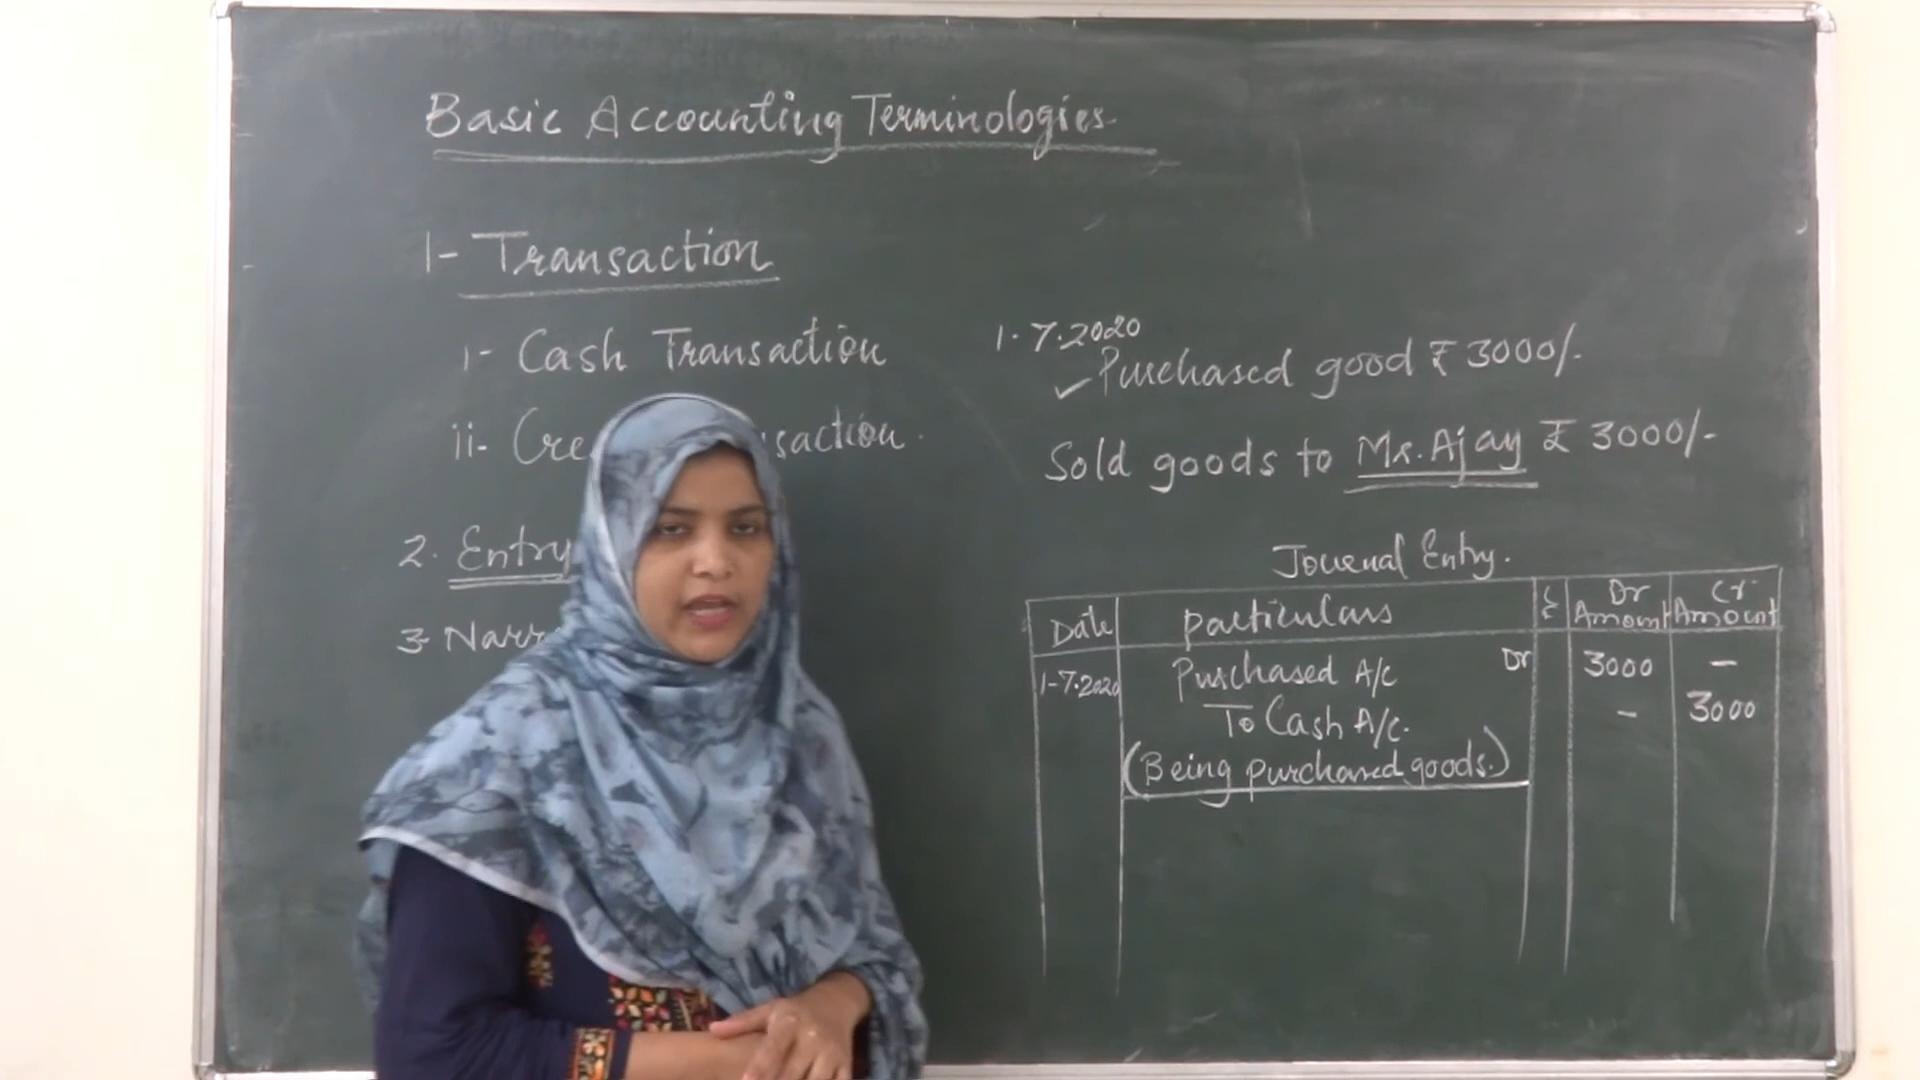 Basic Accounting Terminologies
1- Transaction
i- Cash Transaction
ii-
2. Entry
3-
1.7.2020
✓ Purchased good ₹ 3000/-
Sold goods to Mr. Ajay ₹ 3000/-
Journal Entry.
Date Particulars Dr Amount Cr Amount
1-7.2020 Purchased A/c Dr 3000 -
To Cash A/c. - 3000
(Being purchased goods.)